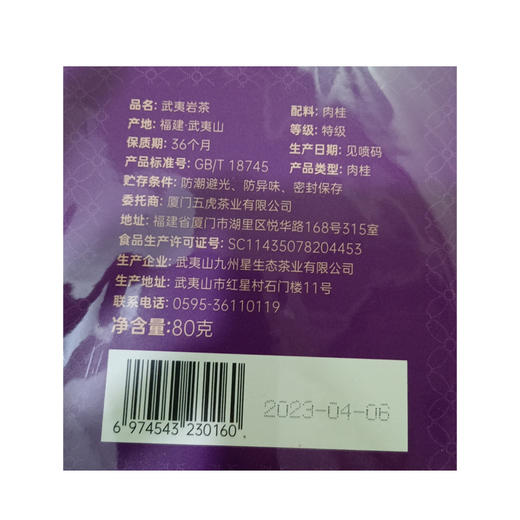 品名: 武夷岩茶 配料: 肉桂
产地: 福建·武夷山 等级: 特级
保质期: 36个月 生产日期: 见喷码
产品标准号: GB/T 18745 产品类型: 肉桂
贮存条件: 防潮避光、防异味、密封保存
委托商: 厦门五虎茶业有限公司
地址: 福建省厦门市湖里区悦华路168号315室
食品生产许可证号: SC11435078204453
生产企业: 武夷山九州星生态茶业有限公司
生产地址: 武夷山市红星村石门楼11号
联系电话: 0595-36110119
净含量:80克
2023-04-06
6 974543 230160